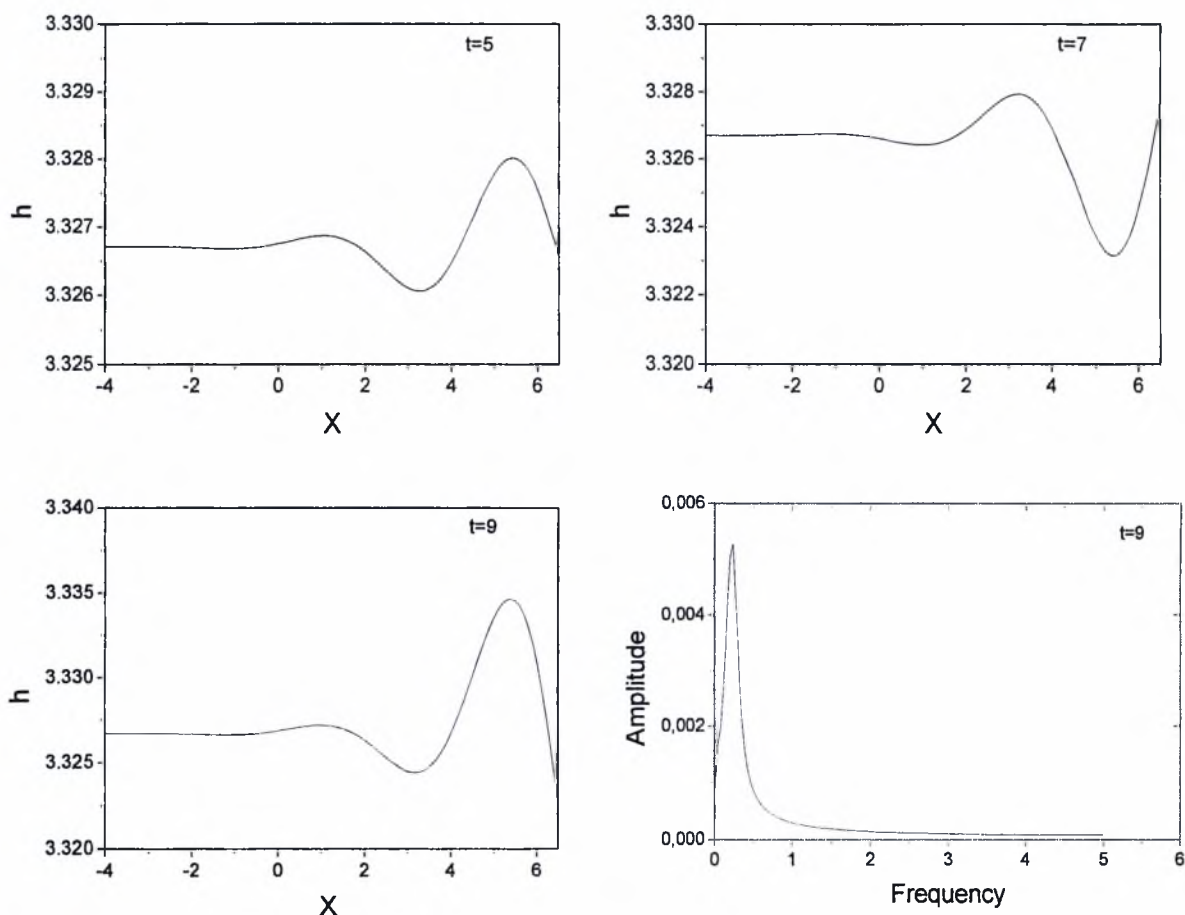 t=5
3.330
3.329
3.328
3.327
3.326
3.325
h
-4 -2 0 2 4 6
X
t=7
3.330
3.328
3.326
3.324
3.322
3.320
h
-4 -2 0 2 4 6
X
t=9
3.340
3.335
3.330
3.325
3.320
h
-4 -2 0 2 4 6
X
t=9
0,006
0,004
0,002
0,000
Amplitude
0 1 2 3 4 5 6
Frequency